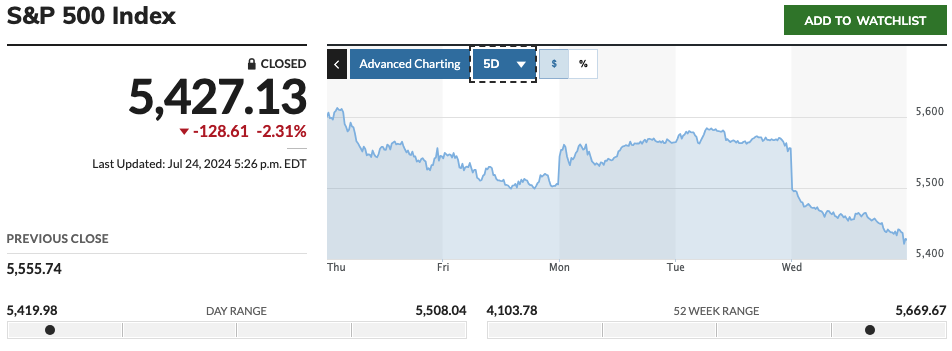 S&P 500 Index
ADD TO WATCHLIST
CLOSED
5,427.13
-128.61 -2.31%
Last Updated: Jul 24, 2024 5:26 p.m. EDT
PREVIOUS CLOSE
5,555.74
Advanced Charting 5D $ %
5,600
5,500
5,400
Thu Fri Mon Tue Wed
5,419.98 DAY RANGE 5,508.04
4,103.78 52 WEEK RANGE 5,669.67